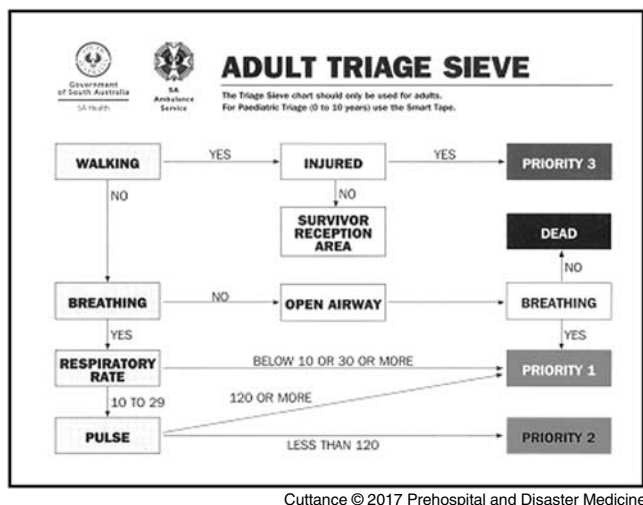 Government
of South Australia
SA Health
SA
Ambulance
Service
ADULT TRIAGE SIEVE
The Triage Sieve chart should only be used for adults.
For Paediatric Triage (0 to 10 years) use the Smart Tape.
WALKING
YES
INJURED
YES
PRIORITY 3
NO
NO
SURVIVOR
RECEPTION
AREA
DEAD
NO
BREATHING
NO
OPEN AIRWAY
BREATHING
YES
YES
RESPIRATORY
RATE
BELOW 10 OR 30 OR MORE
PRIORITY 1
10 TO 29
120 OR MORE
PULSE
LESS THAN 120
PRIORITY 2
Cuttance © 2017 Prehospital and Disaster Medicine